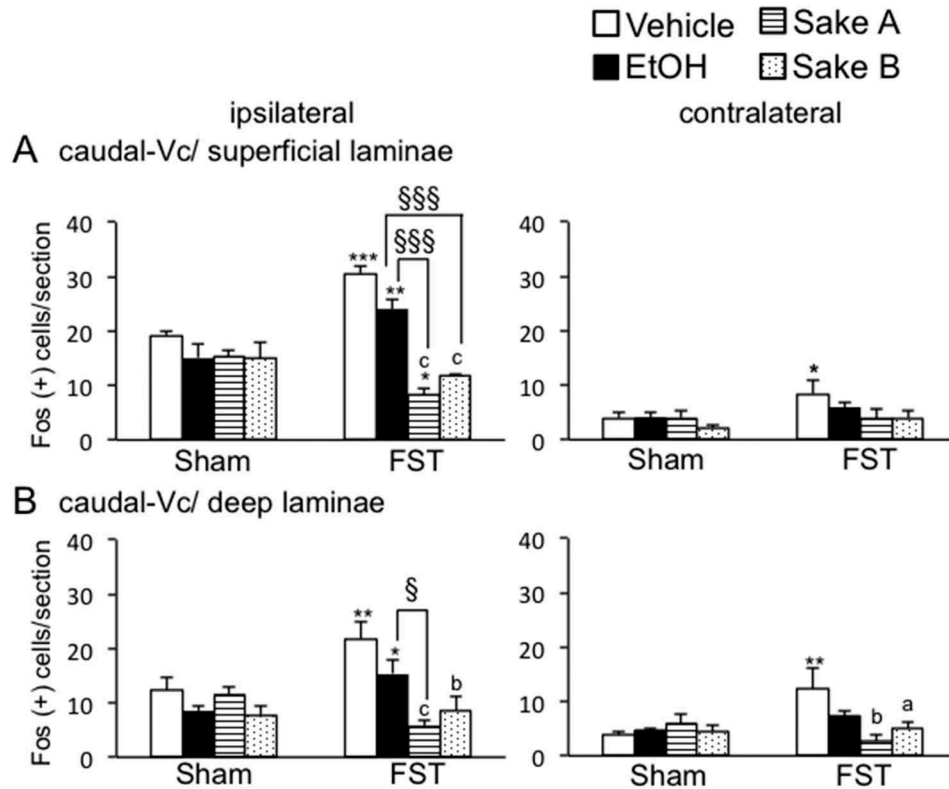 Vehicle Sake A
EtOH Sake B
ipsilateral contralateral
A caudal-Vc/ superficial laminae
Fos (+) cells/section
40
30
20
10
0
***
**
§§§
§§§
c
*
c
Sham FST
40
30
20
10
0
*
Sham FST
B caudal-Vc/ deep laminae
Fos (+) cells/section
40
30
20
10
0
**
*
§
c
b
Sham FST
40
30
20
10
0
**
b
a
Sham FST